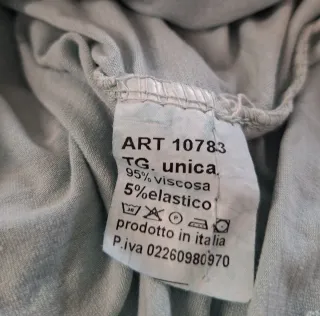 ART 10783
TG. unica
95% viscosa
5%elastico
prodotto in italia
P.iva 02260980970